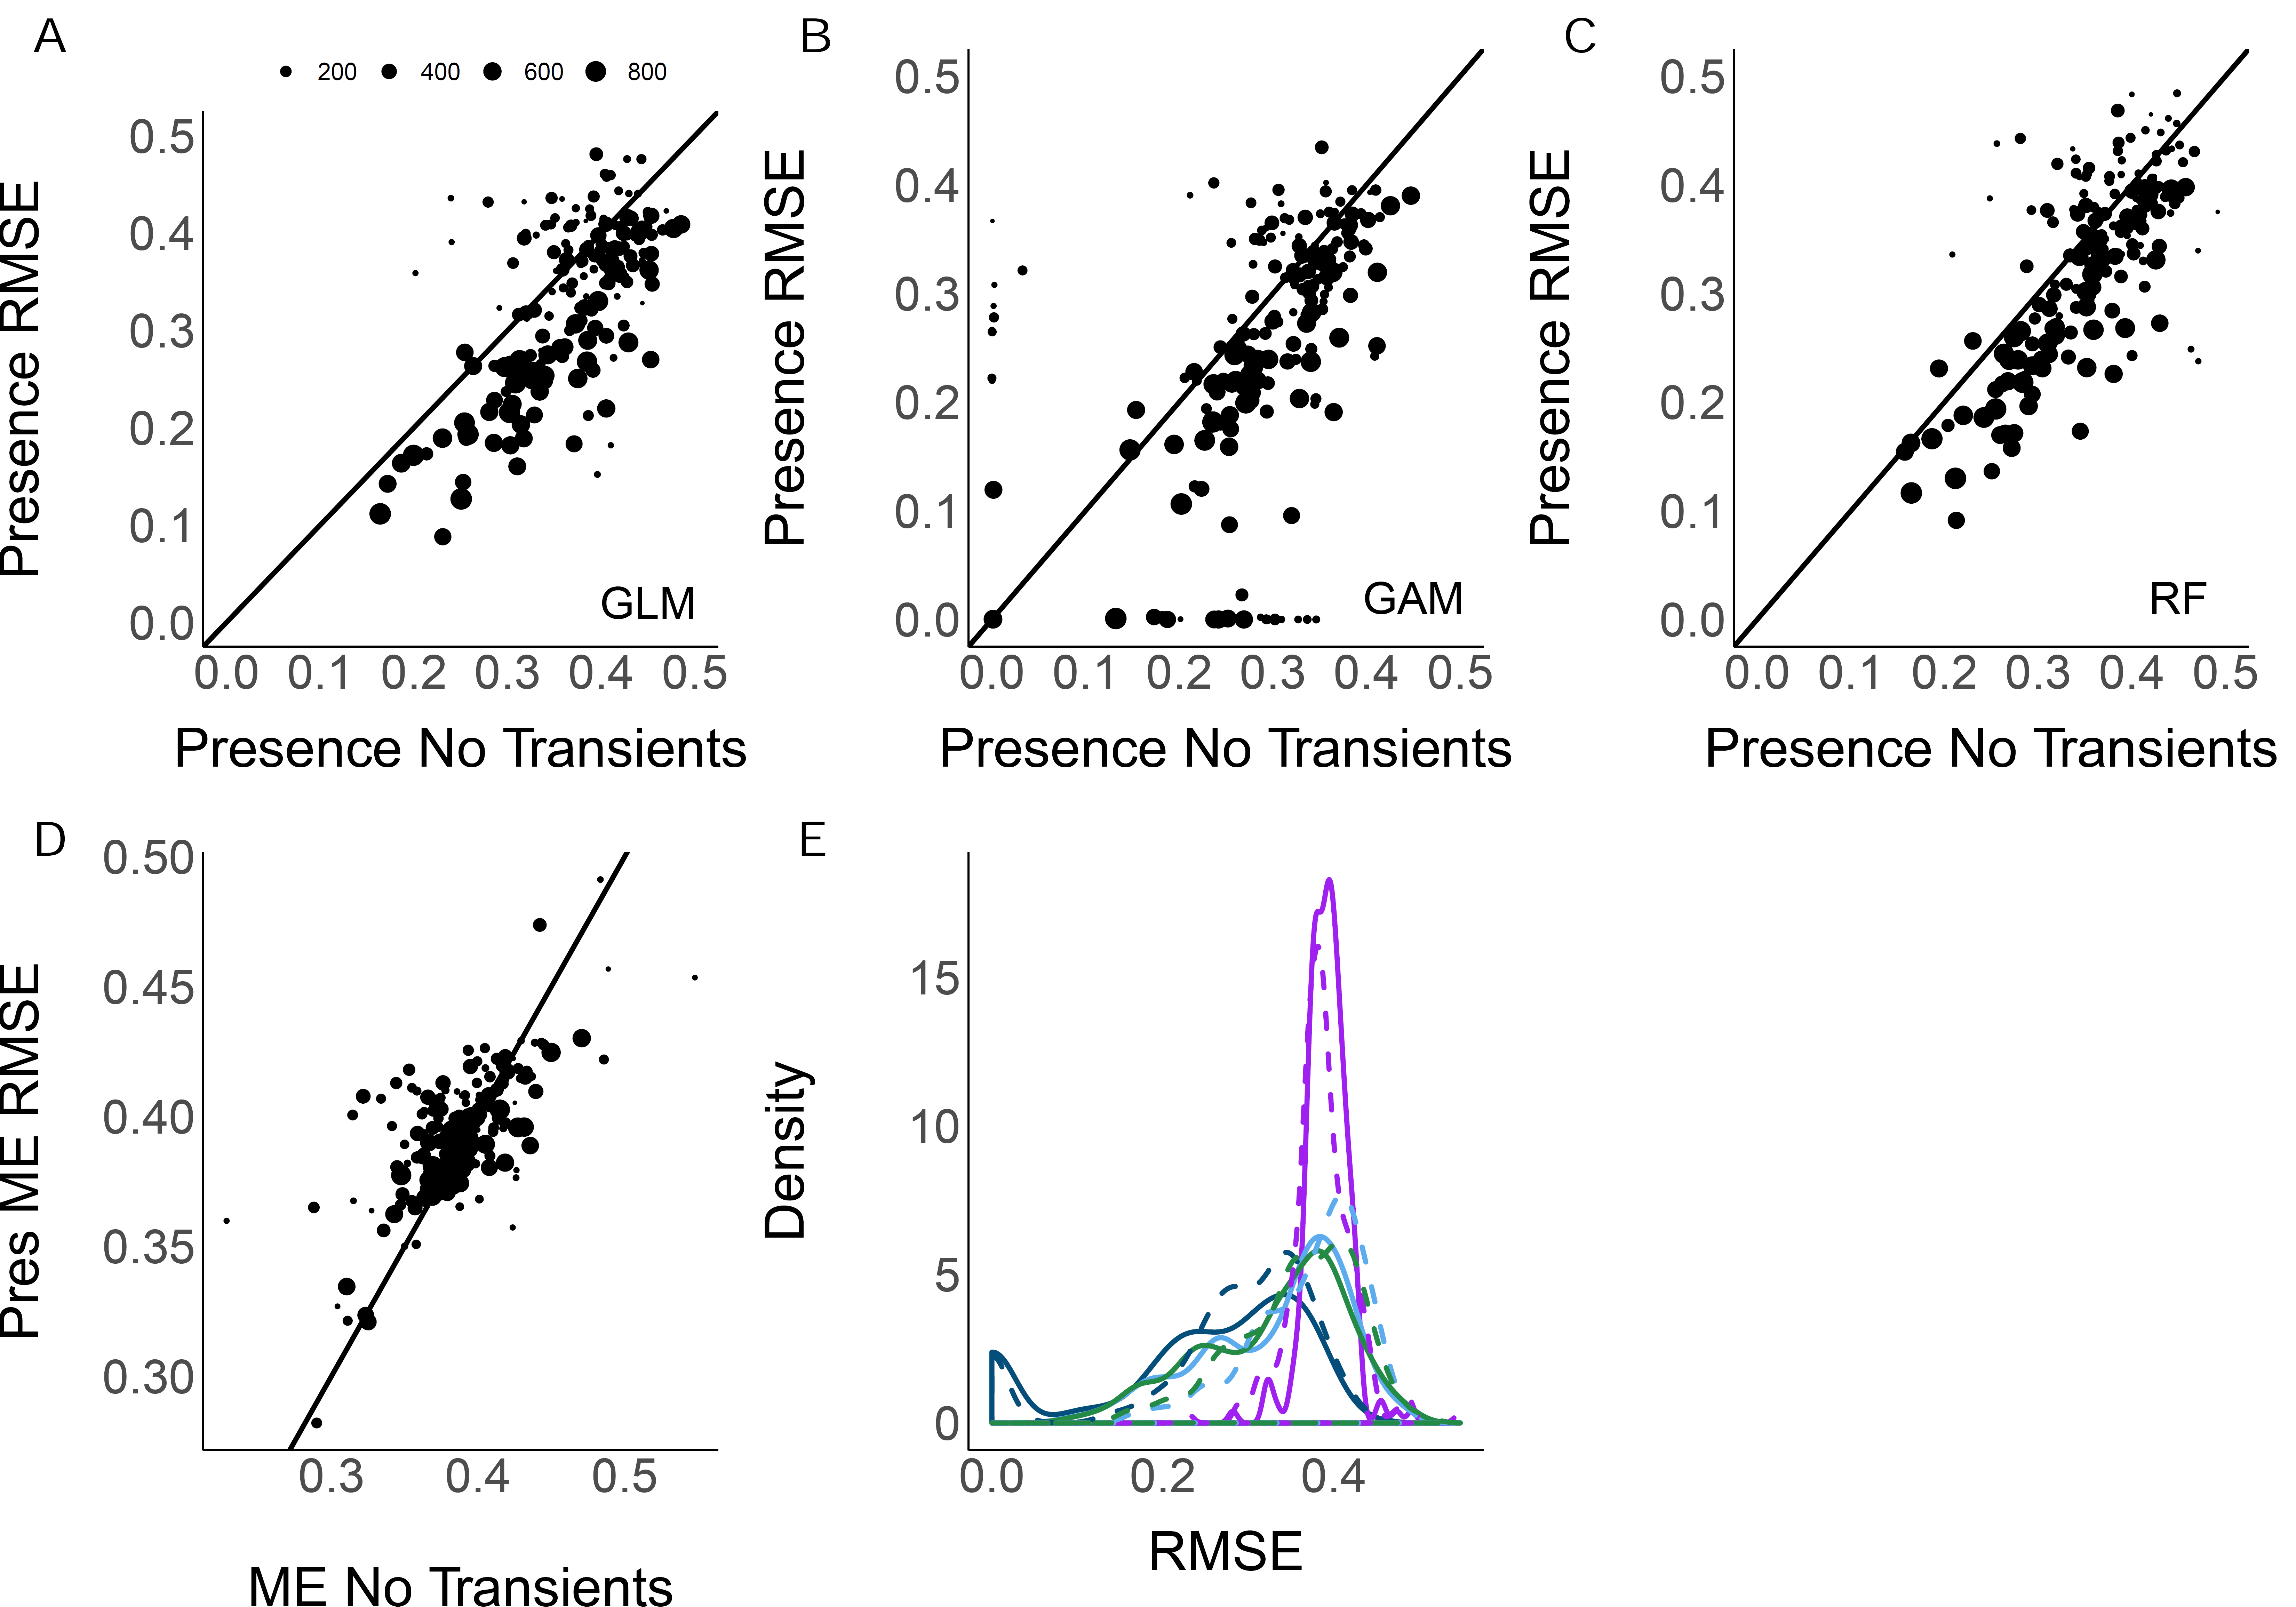 A
200 400 600 800
0.5
0.4
0.3
0.2
0.1
0.0
Presence RMSE
GLM
0.0 0.1 0.2 0.3 0.4 0.5
Presence No Transients
B
0.5
0.4
0.3
0.2
0.1
0.0
Presence RMSE
GAM
0.0 0.1 0.2 0.3 0.4 0.5
Presence No Transients
C
0.5
0.4
0.3
0.2
0.1
0.0
Presence RMSE
RF
0.0 0.1 0.2 0.3 0.4 0.5
Presence No Transients
D
0.50
0.45
0.40
0.35
0.30
Pres ME RMSE
0.3 0.4 0.5
ME No Transients
E
15
10
5
0
Density
0.0 0.2 0.4
RMSE